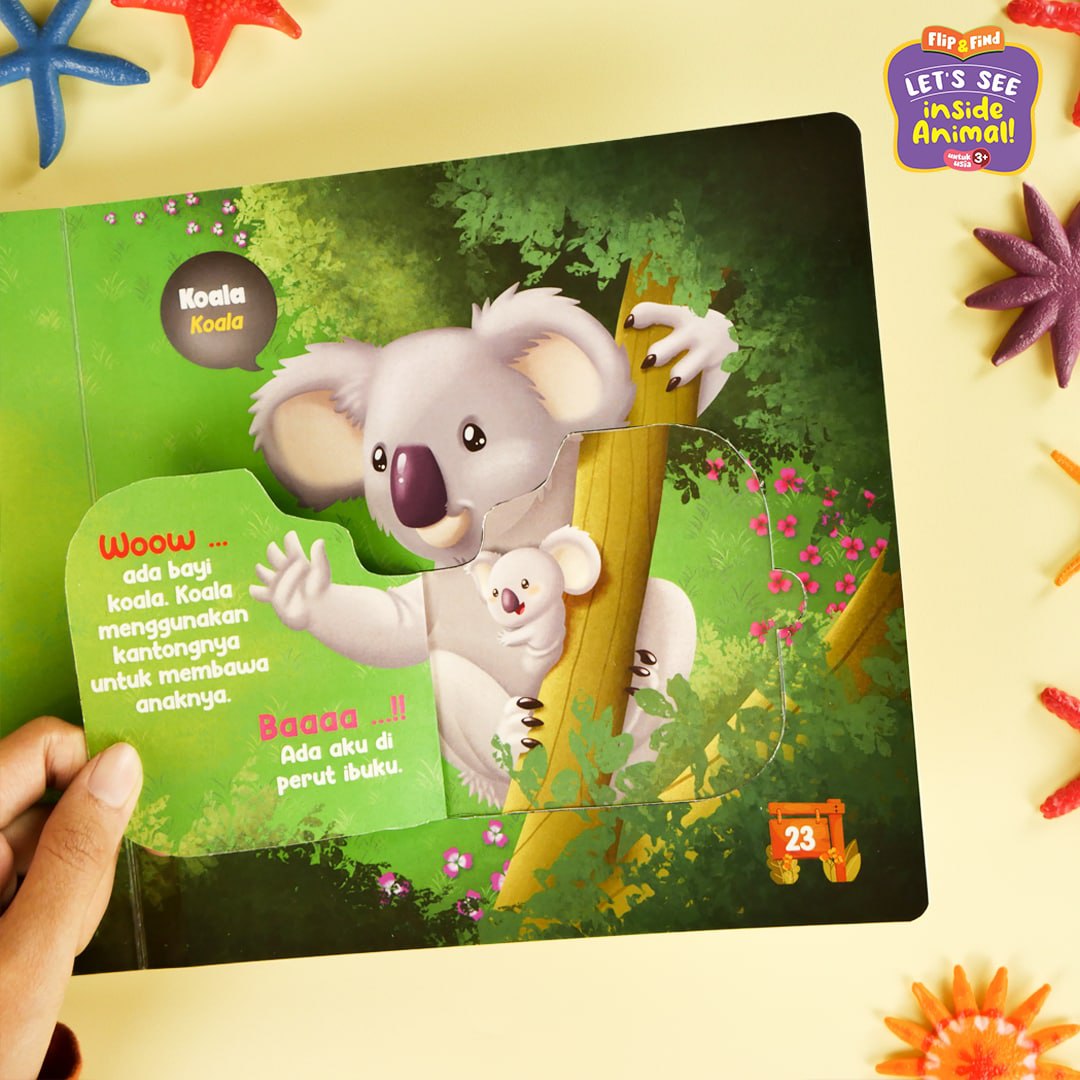 Flip & Find
LET'S SEE
inside
Animal!
untuk
usia 3+
Koala
Koala
Woow ...
ada bayi
koala. Koala
menggunakan
kantongnya
untuk membawa
anaknya.
Baaaa ...!!
Ada aku di
perut ibuku.
23